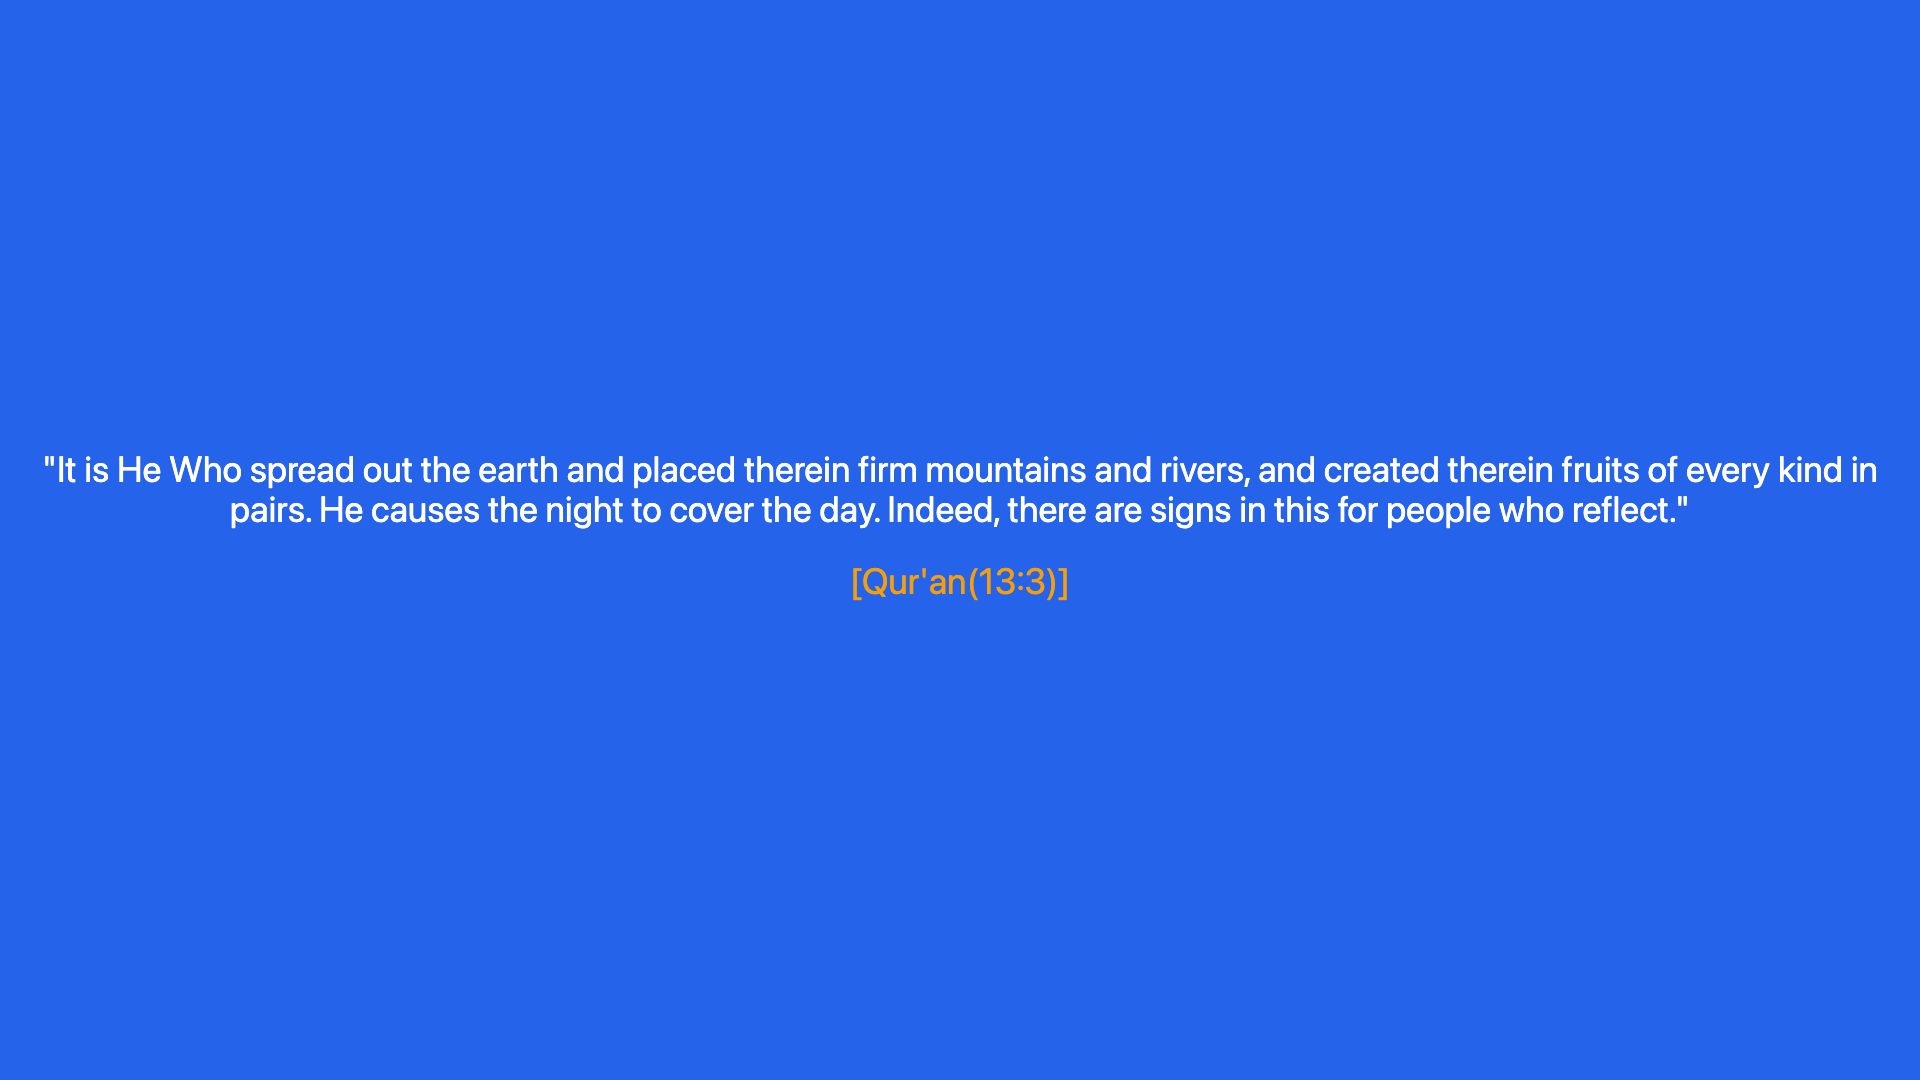 "It is He Who spread out the earth and placed therein firm mountains and rivers, and created therein fruits of every kind in
pairs. He causes the night to cover the day. Indeed, there are signs in this for people who reflect."
[Qur'an(13:3)]